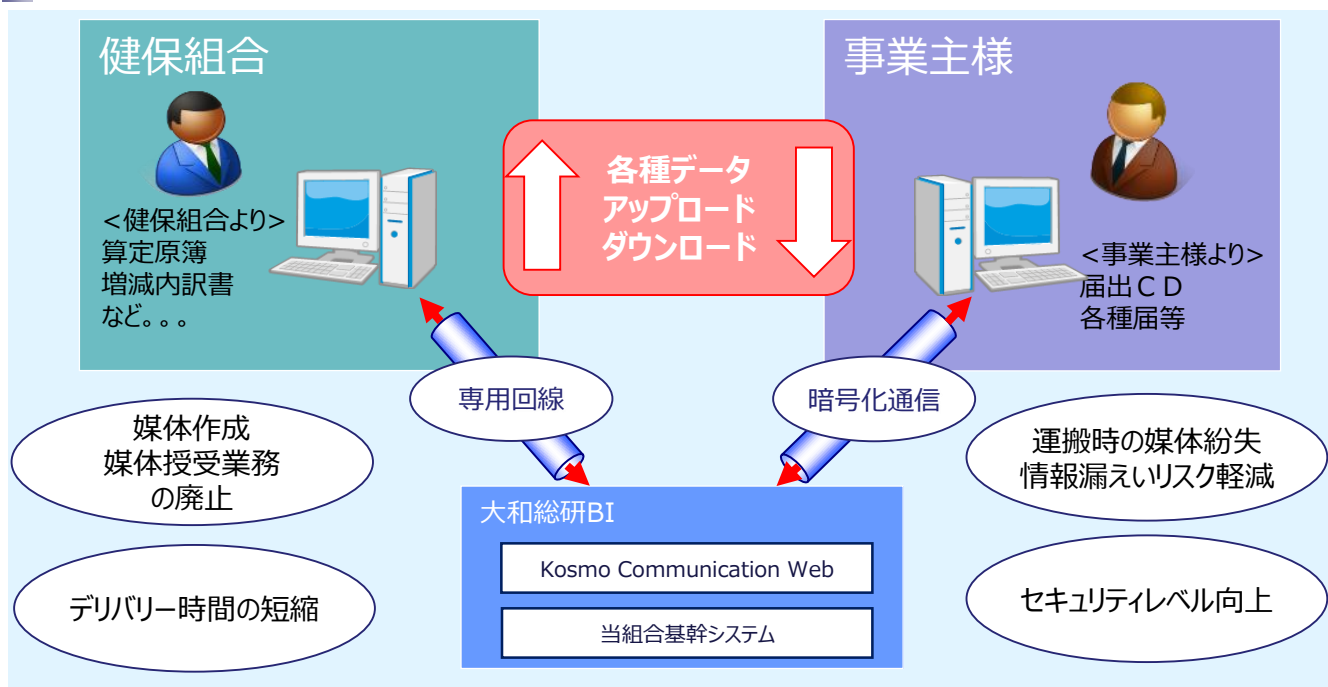 健保組合
事業主様
各種データ
アップロード
ダウンロード
<健保組合より>
算定原簿
増減内訳書
など。。。
<事業主様より>
届出ＣＤ
各種届等
専用回線
暗号化通信
媒体作成
媒体授受業務
の廃止
運搬時の媒体紛失
情報漏えいリスク軽減
大和総研BI
Kosmo Communication Web
当組合基幹システム
デリバリー時間の短縮
セキュリティレベル向上